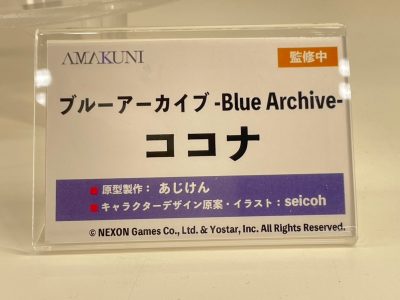 AMAKUNI 監修中
ブルーアーカイブ -Blue Archive-
ココナ
■ 原型製作：あじけん
■ キャラクターデザイン原案・イラスト：seicoh
© NEXON Games Co., Ltd. & Yostar, Inc. All Rights Reserved.